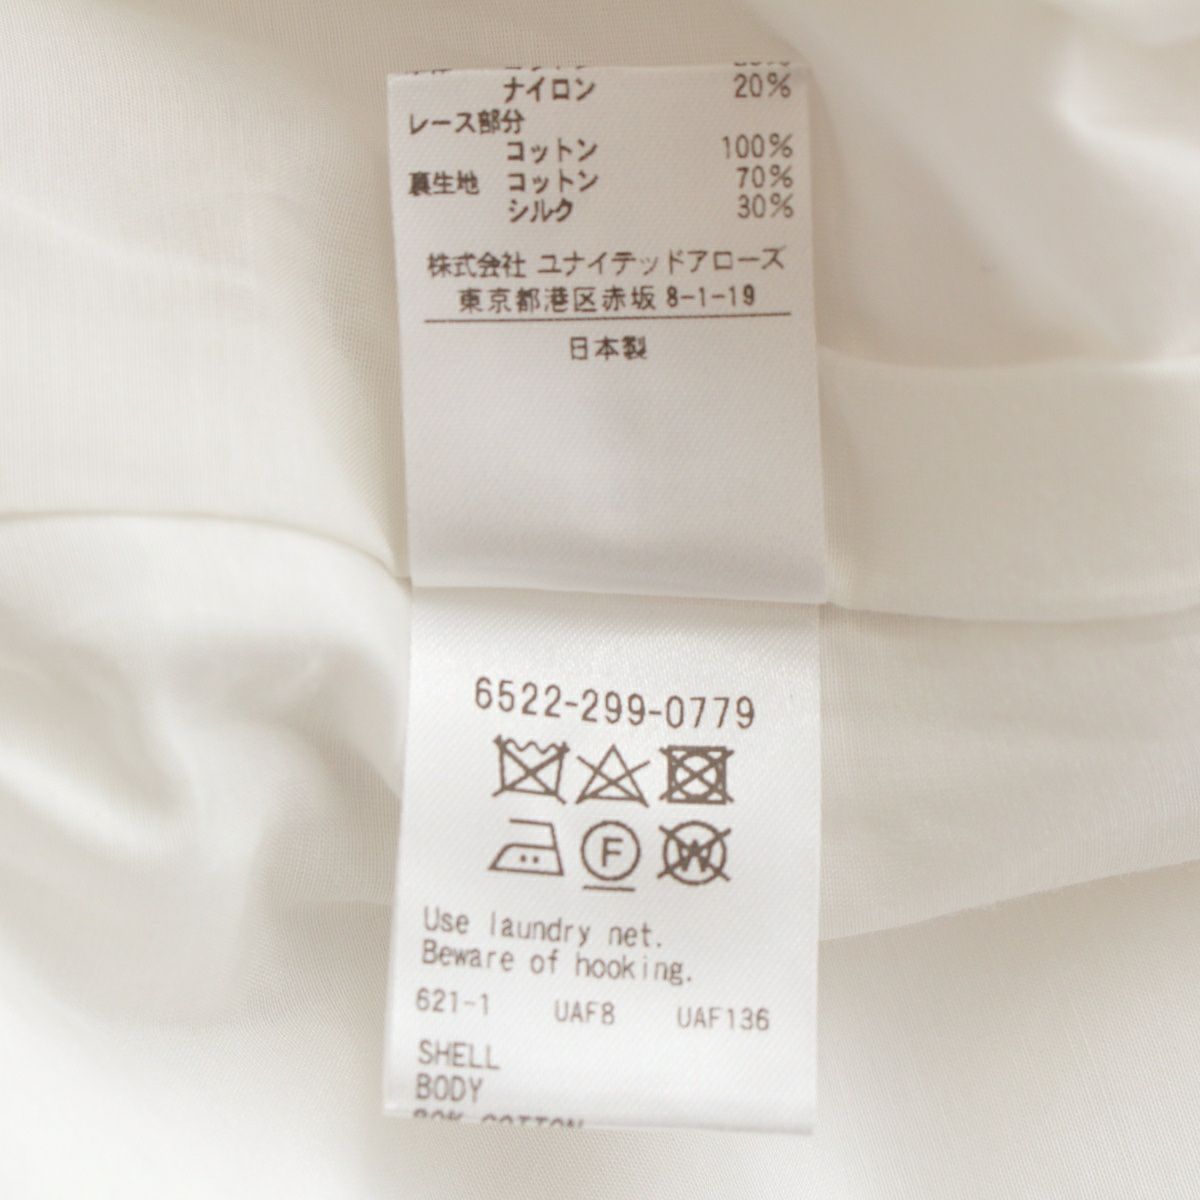 ナイロン 20%
レース部分
コットン 100%
裏生地 コットン 70%
シルク 30%
株式会社 ユナイテッドアローズ
東京都港区赤坂 8-1-19
日本製
6522-299-0779
F W
Use laundry net.
Beware of hooking.
621-1 UAF8 UAF136
SHELL
BODY
80% COTTON